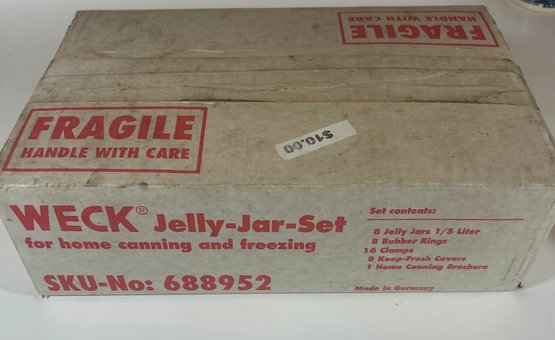 FRAGILE
HANDLE WITH CARE
FRAGILE
HANDLE WITH CARE
$10.00
WECK® Jelly-Jar-Set
for home canning and freezing
SKU-No: 688952
Set contents:
8 Jelly Jars 1/5 Liter
8 Rubber Rings
16 Clamps
8 Keep-Fresh Covers
1 Home Canning Brochure
Made in Germany